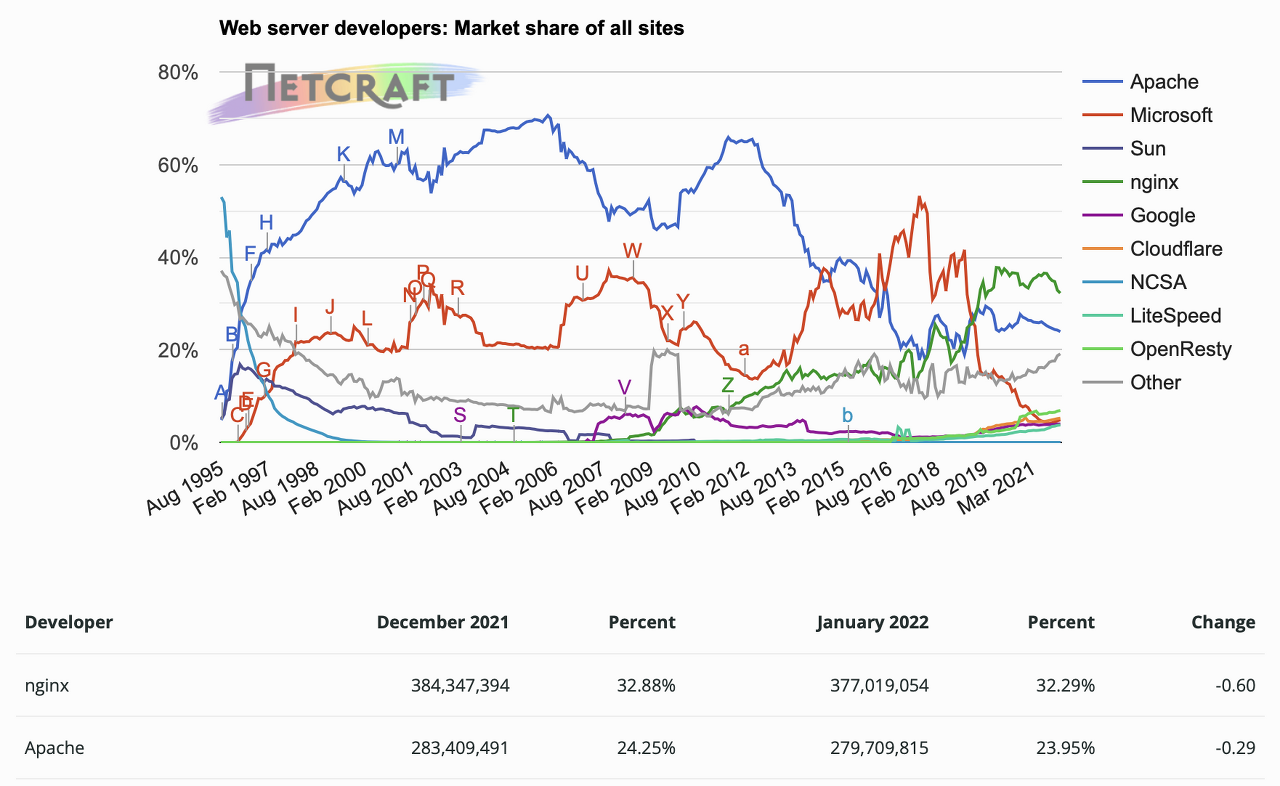 Web server developers: Market share of all sites
NETCRAFT
80%
60%
40%
20%
0%
A
B
C
D
E
F
G
H
I
J
K
L
M
N
O
P
Q
R
S
T
U
V
W
X
Y
Z
a
b
Aug 1995
Feb 1997
Aug 1998
Feb 2000
Aug 2001
Feb 2003
Aug 2004
Feb 2006
Aug 2007
Feb 2009
Aug 2010
Feb 2012
Aug 2013
Feb 2015
Aug 2016
Feb 2018
Aug 2019
Mar 2021
Apache
Microsoft
Sun
nginx
Google
Cloudflare
NCSA
LiteSpeed
OpenResty
Other
Developer December 2021 Percent January 2022 Percent Change
nginx 384,347,394 32.88% 377,019,054 32.29% -0.60
Apache 283,409,491 24.25% 279,709,815 23.95% -0.29